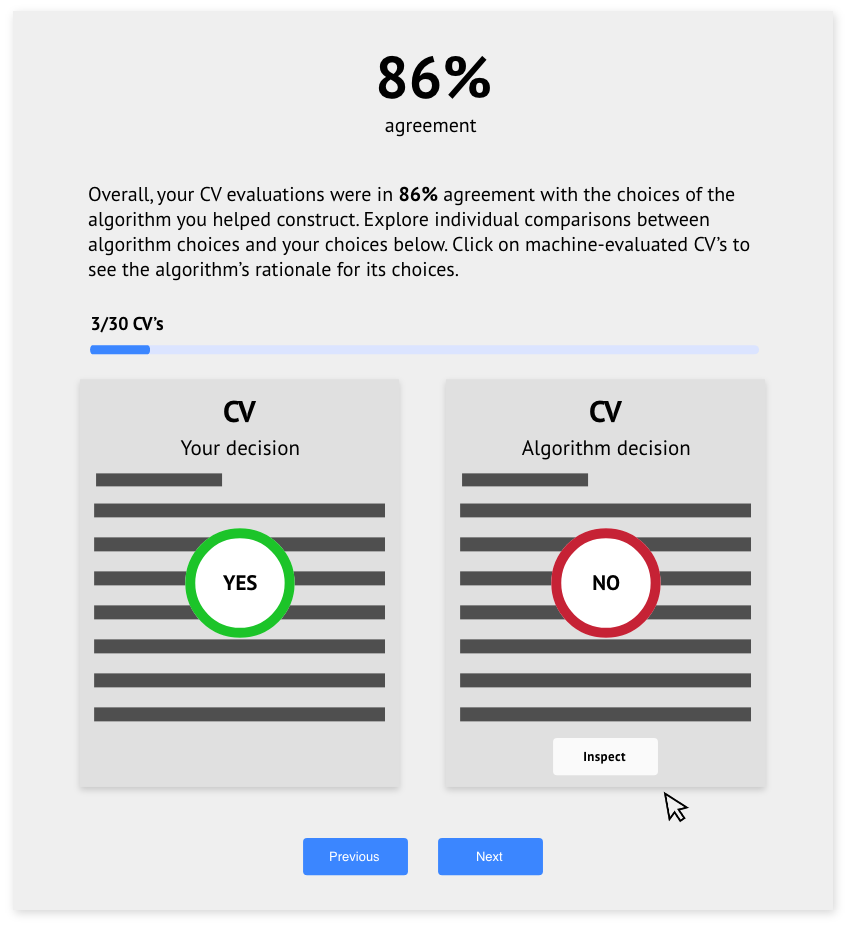 86%
agreement
Overall, your CV evaluations were in 86% agreement with the choices of the
algorithm you helped construct. Explore individual comparisons between
algorithm choices and your choices below. Click on machine-evaluated CV’s to
see the algorithm’s rationale for its choices.
3/30 CV’s
CV
Your decision
YES
CV
Algorithm decision
NO
Inspect
Previous
Next